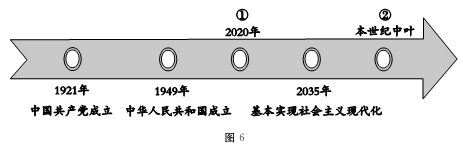 ① ②
2020年 本世纪中叶
1921年 1949年 2035年
中国共产党成立 中华人民共和国成立 基本实现社会主义现代化
图 6